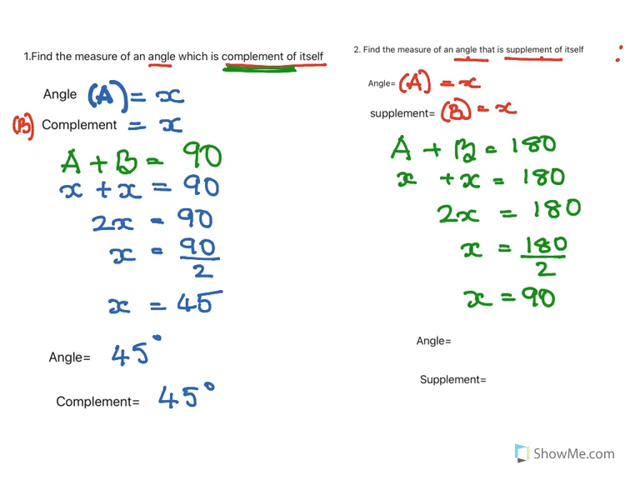 1.Find the measure of an angle which is complement of itself
Angle (A) = x
(B) Complement = x
A + B = 90
x + x = 90
2x = 90
x = 90/2
x = 45
Angle= 45°
Complement= 45°
2. Find the measure of an angle that is supplement of itself :
Angle= (A) = x
supplement= (B) = x
A + B = 180
x + x = 180
2x = 180
x = 180/2
x = 90
Angle=
Supplement=
ShowMe.com